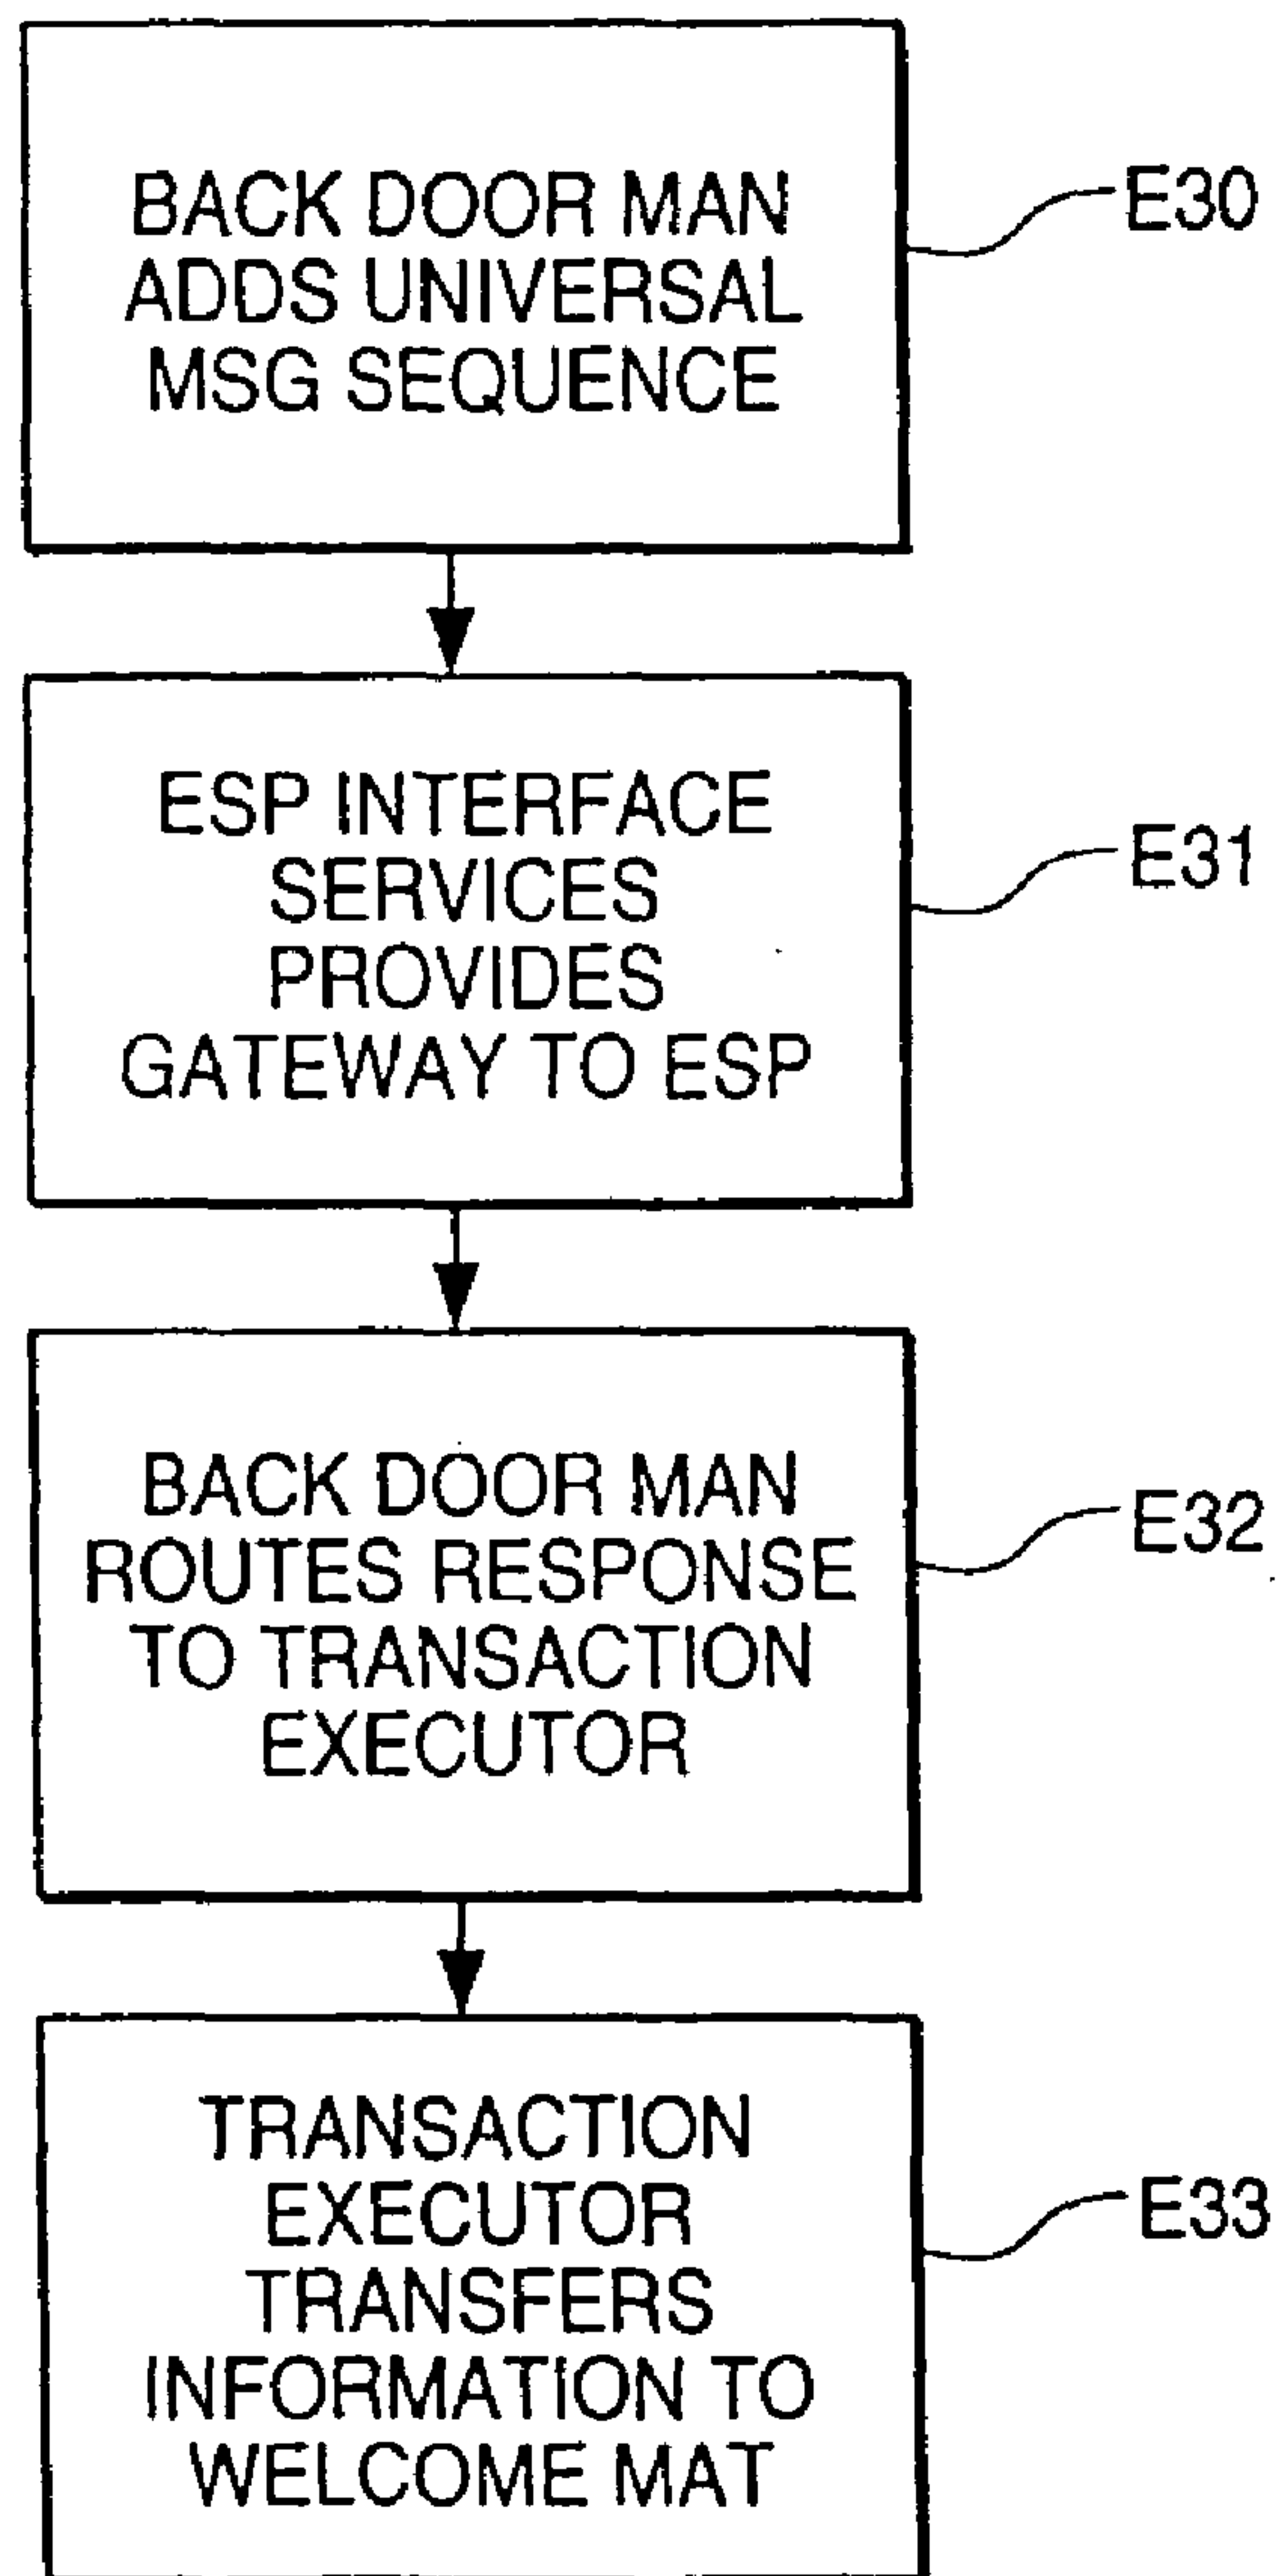 BACK DOOR MAN
ADDS UNIVERSAL
MSG SEQUENCE
E30
ESP INTERFACE
SERVICES
PROVIDES
GATEWAY TO ESP
E31
BACK DOOR MAN
ROUTES RESPONSE
TO TRANSACTION
EXECUTOR
E32
TRANSACTION
EXECUTOR
TRANSFERS
INFORMATION TO
WELCOME MAT
E33